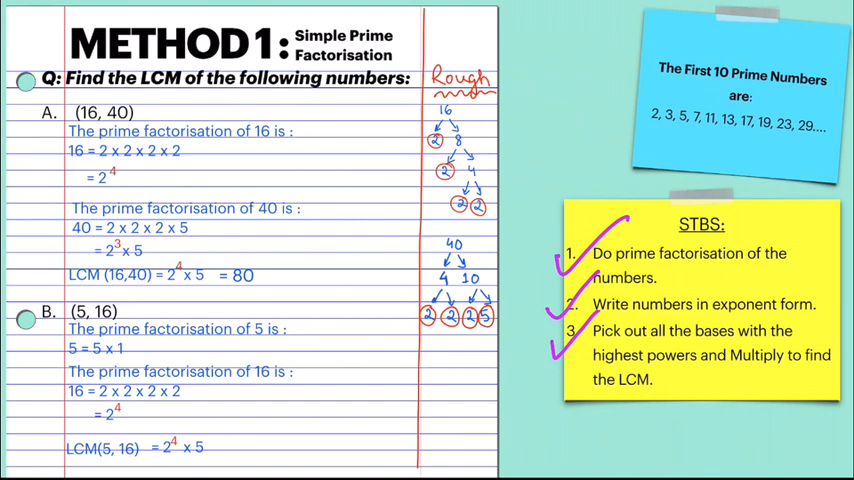 METHOD 1: Simple Prime
Factorisation
Q: Find the LCM of the following numbers:
A. (16, 40)
The prime factorisation of 16 is :
16 = 2 x 2 x 2 x 2
= 2⁴
The prime factorisation of 40 is :
40 = 2 x 2 x 2 x 5
= 2³ x 5
LCM (16,40) = 2⁴ x 5 = 80
B. (5, 16)
The prime factorisation of 5 is :
5 = 5 x 1
The prime factorisation of 16 is :
16 = 2 x 2 x 2 x 2
= 2⁴
LCM(5, 16) = 2⁴ x 5
Rough
16
2 8
2 4
2 2
40
4 10
2 2 2 5
The First 10 Prime Numbers
are:
2, 3, 5, 7, 11, 13, 17, 19, 23, 29....
STBS:
1. Do prime factorisation of the
numbers.
2. Write numbers in exponent form.
3. Pick out all the bases with the
highest powers and Multiply to find
the LCM.